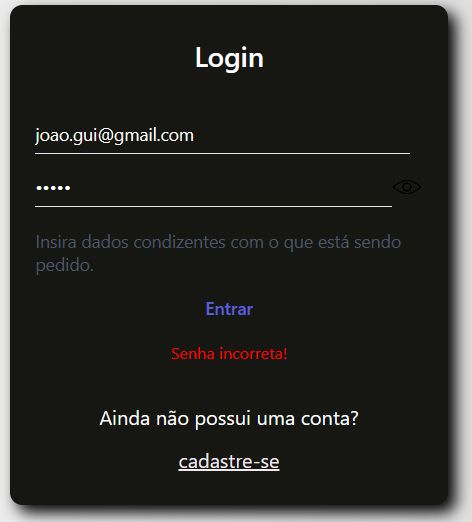 Login
joao.gui@gmail.com
•••••
Insira dados condizentes com o que está sendo
pedido.
Entrar
Senha incorreta!
Ainda não possui uma conta?
cadastre-se